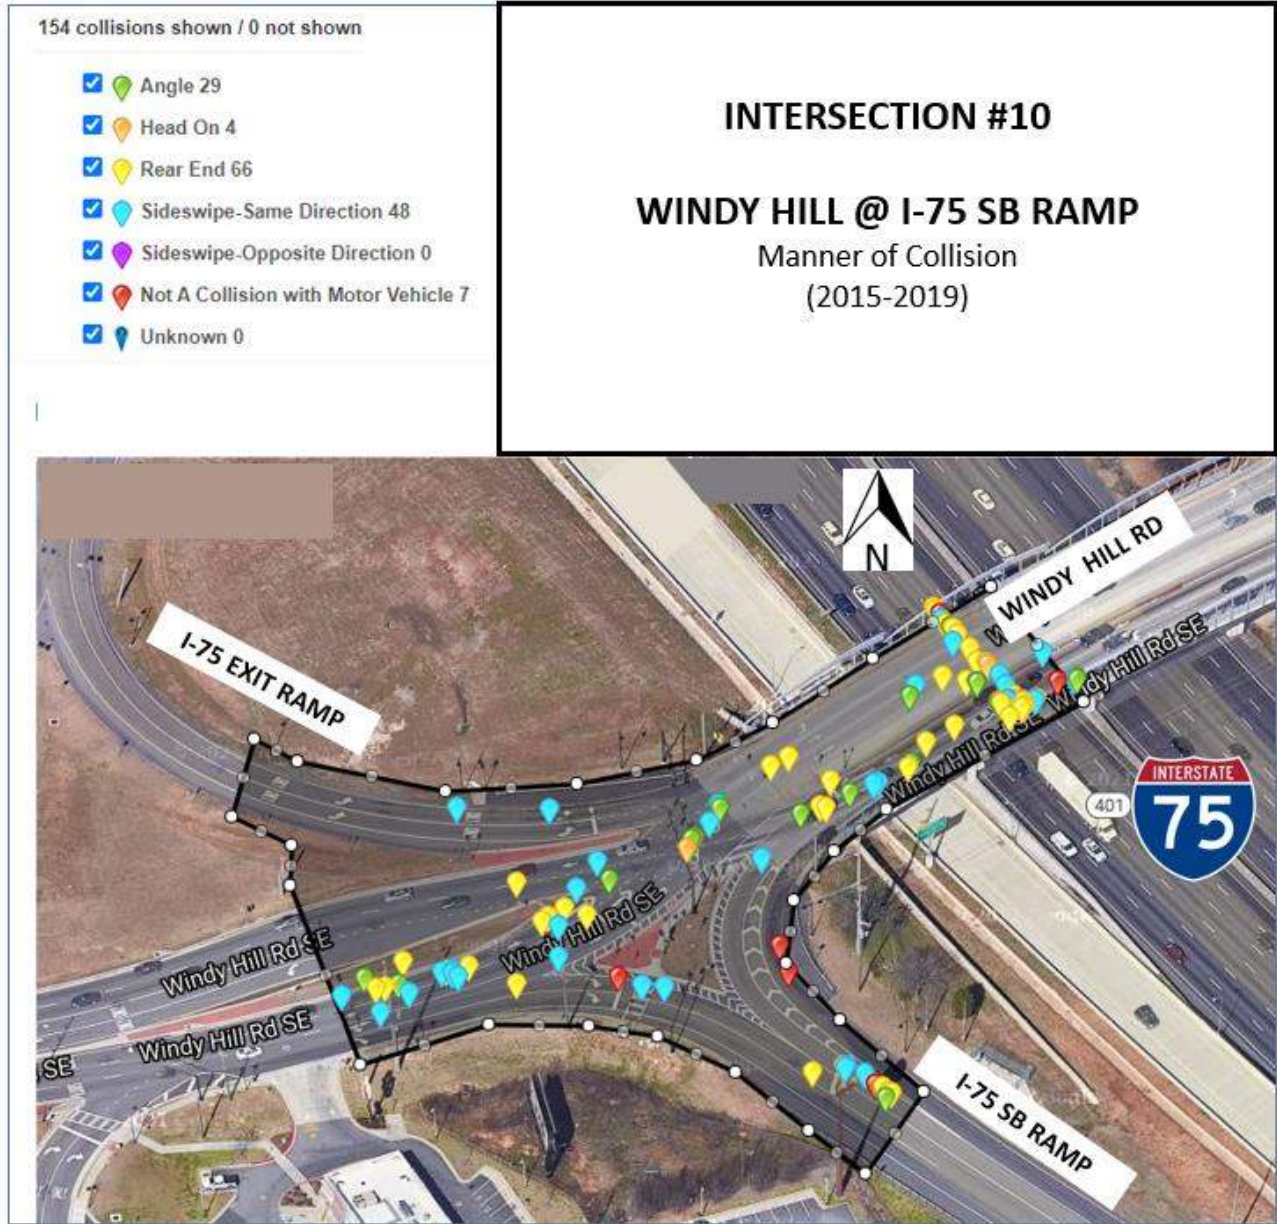 154 collisions shown / 0 not shown
Angle 29
Head On 4
Rear End 66
Sideswipe-Same Direction 48
Sideswipe-Opposite Direction 0
Not A Collision with Motor Vehicle 7
Unknown 0
INTERSECTION #10
WINDY HILL @ I-75 SB RAMP
Manner of Collision
(2015-2019)
N
WINDY HILL RD
I-75 EXIT RAMP
Windy Hill Rd SE
Windy Hill Rd SE
INTERSTATE
75
401
Windy Hill Rd SE
Windy Hill Rd SE
Windy Hill Rd SE
SE
I-75 SB RAMP